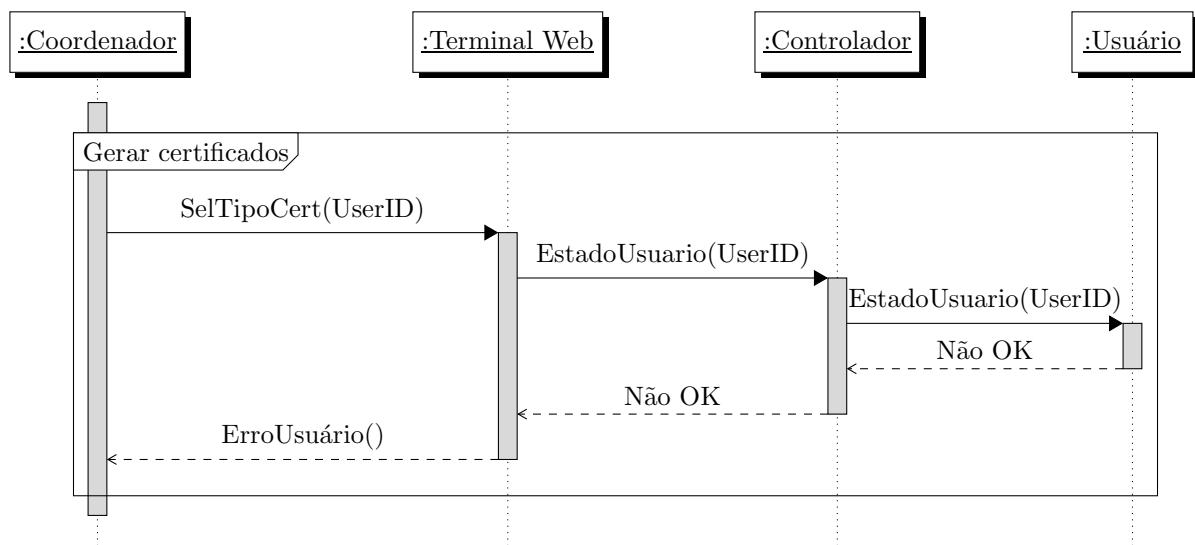 :Coordenador
:Terminal Web
:Controlador
:Usuário
Gerar certificados
SelTipoCert(UserID)
EstadoUsuario(UserID)
EstadoUsuario(UserID)
Não OK
Não OK
ErroUsuário()